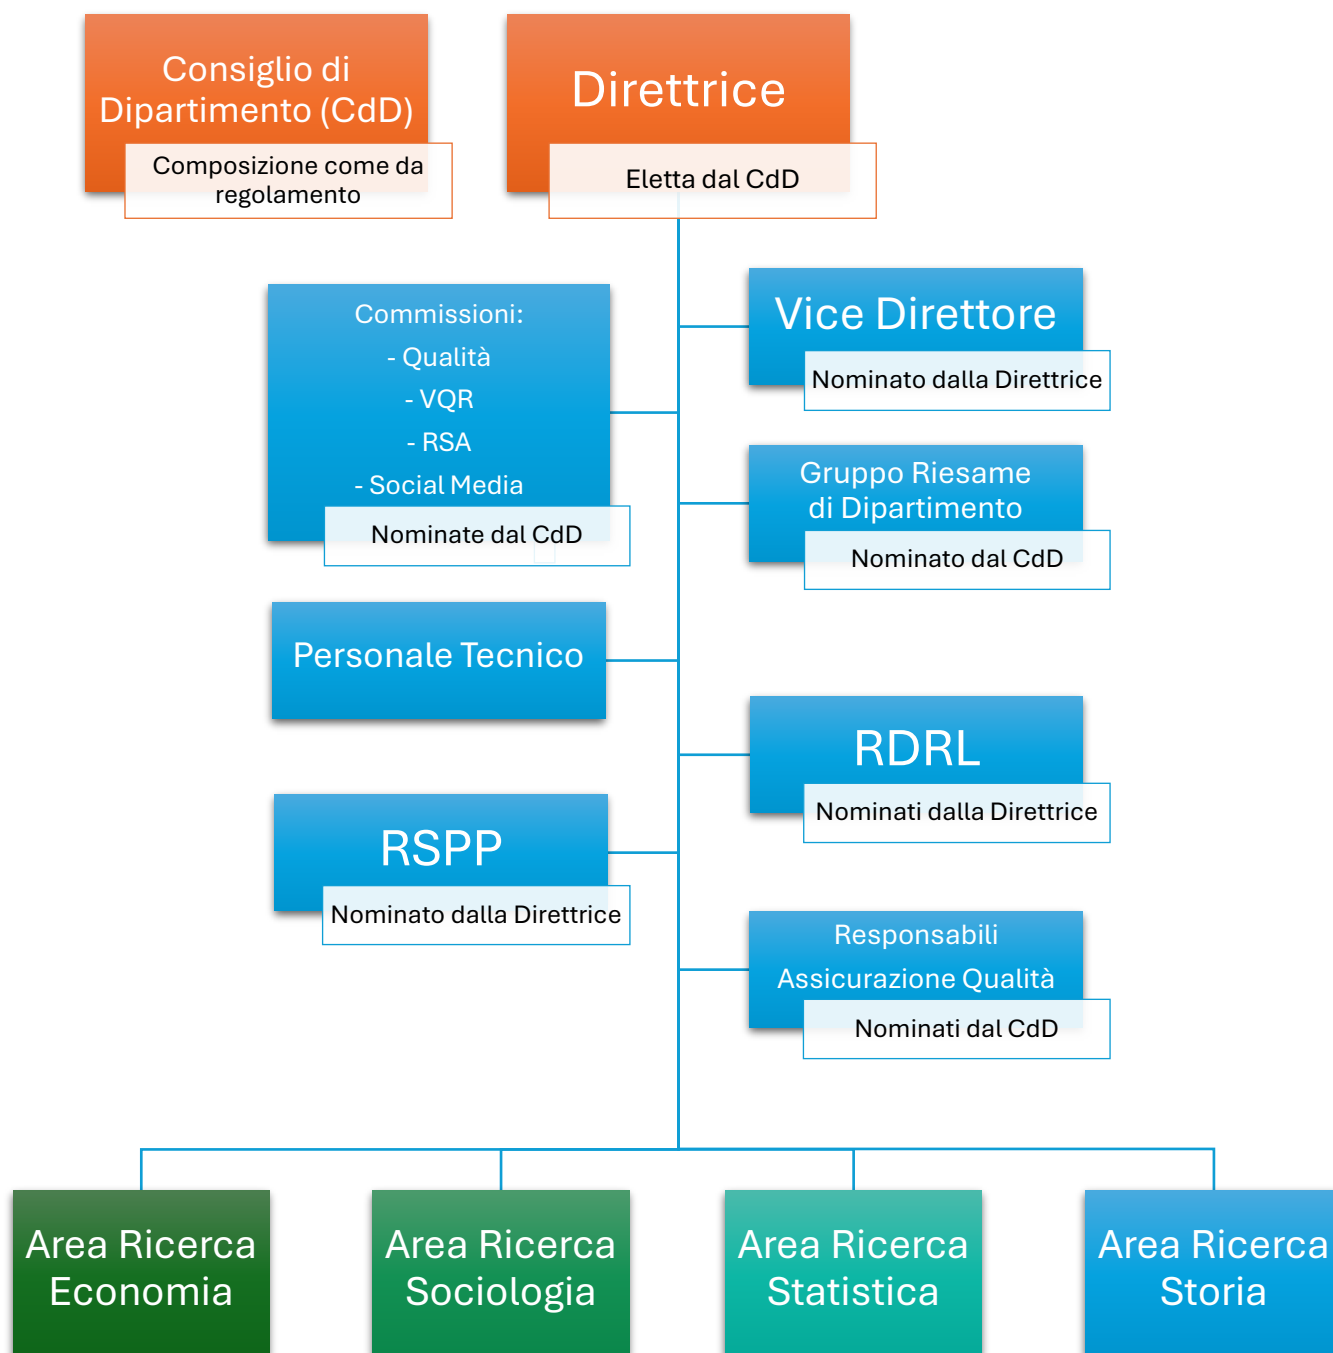 Consiglio di
Dipartimento (CdD)
Composizione come da
regolamento
Direttrice
Eletta dal CdD
Commissioni:
- Qualità
- VQR
- RSA
- Social Media
Nominate dal CdD
Vice Direttore
Nominato dalla Direttrice
Gruppo Riesame
di Dipartimento
Nominato dal CdD
Personale Tecnico
RDRL
Nominati dalla Direttrice
RSPP
Nominato dalla Direttrice
Responsabili
Assicurazione Qualità
Nominati dal CdD
Area Ricerca
Economia
Area Ricerca
Sociologia
Area Ricerca
Statistica
Area Ricerca
Storia